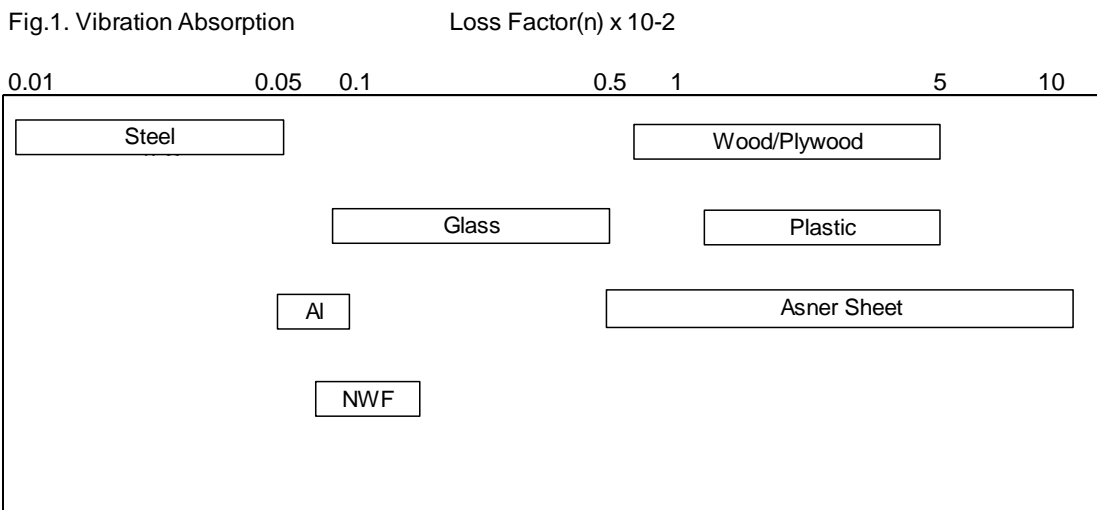 Fig.1. Vibration Absorption Loss Factor(n) x 10-2
0.01 0.05 0.1 0.5 1 5 10
Steel Wood/Plywood
Glass Plastic
Al Asner Sheet
NWF